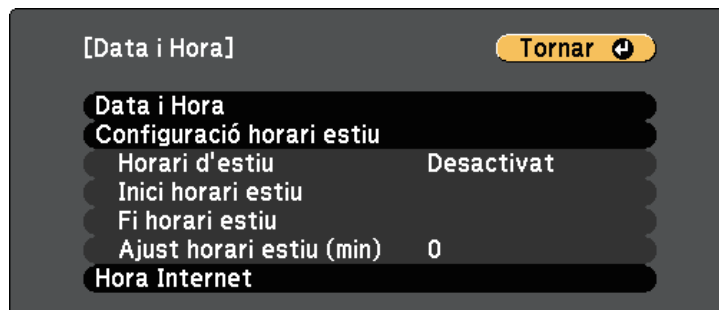 [Data i Hora] Tornar
Data i Hora
Configuració horari estiu
Horari d'estiu Desactivat
Inici horari estiu
Fi horari estiu
Ajust horari estiu (min) 0
Hora Internet